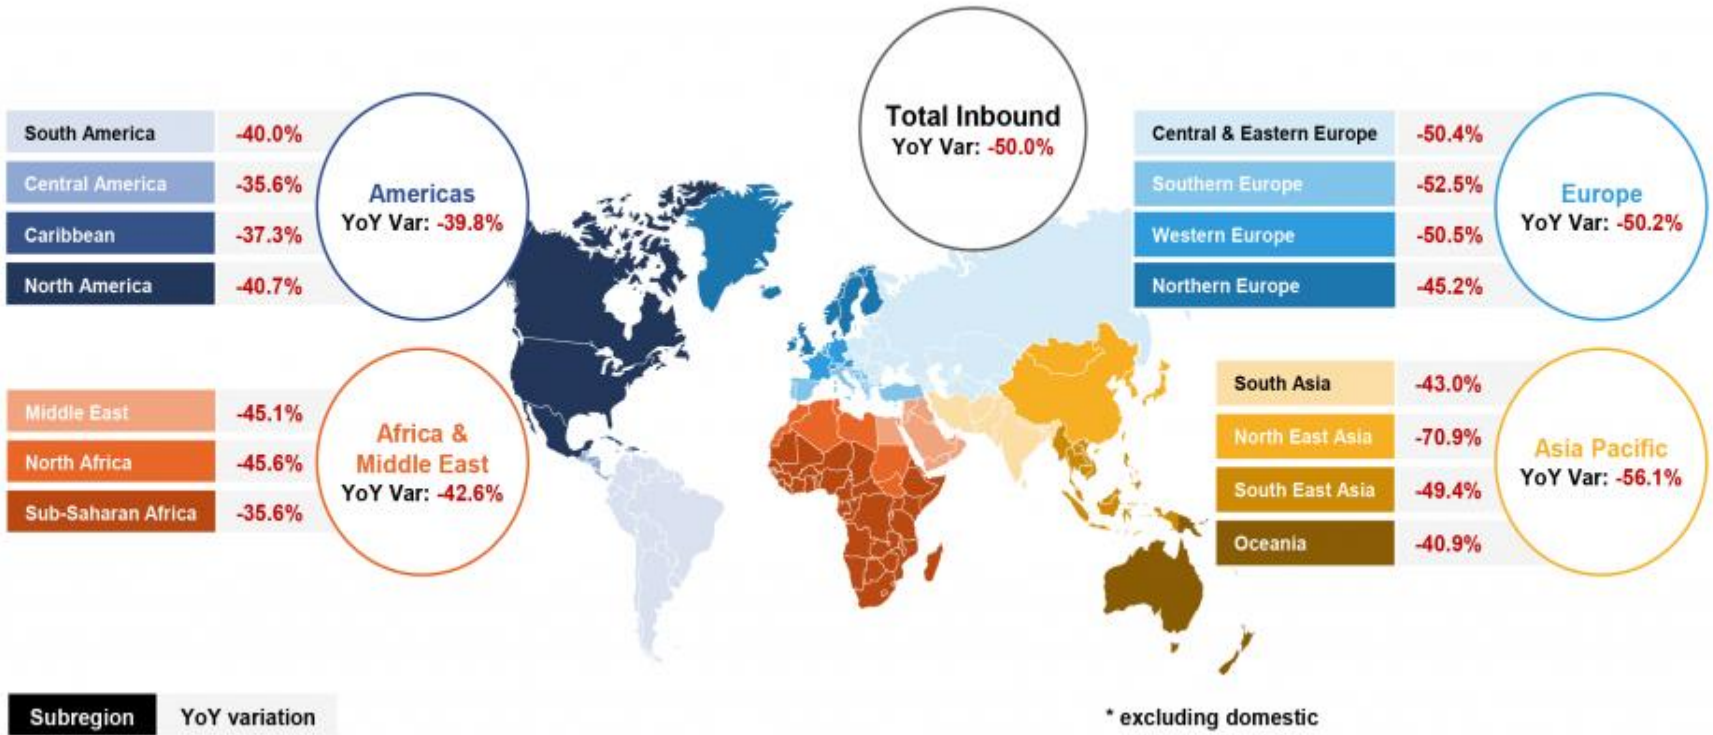 Total Inbound
YoY Var: -50.0%
South America -40.0%
Central America -35.6%
Caribbean -37.3%
North America -40.7%
Americas
YoY Var: -39.8%
Central & Eastern Europe -50.4%
Southern Europe -52.5%
Western Europe -50.5%
Northern Europe -45.2%
Europe
YoY Var: -50.2%
Middle East -45.1%
North Africa -45.6%
Sub-Saharan Africa -35.6%
Africa &
Middle East
YoY Var: -42.6%
South Asia -43.0%
North East Asia -70.9%
South East Asia -49.4%
Oceania -40.9%
Asia Pacific
YoY Var: -56.1%
Subregion YoY variation
* excluding domestic